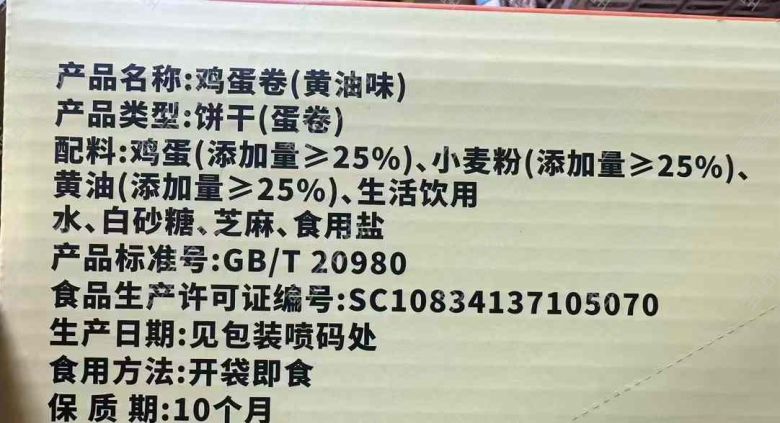 产品名称:鸡蛋卷(黄油味)
产品类型:饼干(蛋卷)
配料:鸡蛋(添加量≥25%)、小麦粉(添加量≥25%)、
黄油(添加量≥25%)、生活饮用
水、白砂糖、芝麻、食用盐
产品标准号:GB/T 20980
食品生产许可证编号:SC10834137105070
生产日期:见包装喷码处
食用方法:开袋即食
保 质 期:10个月